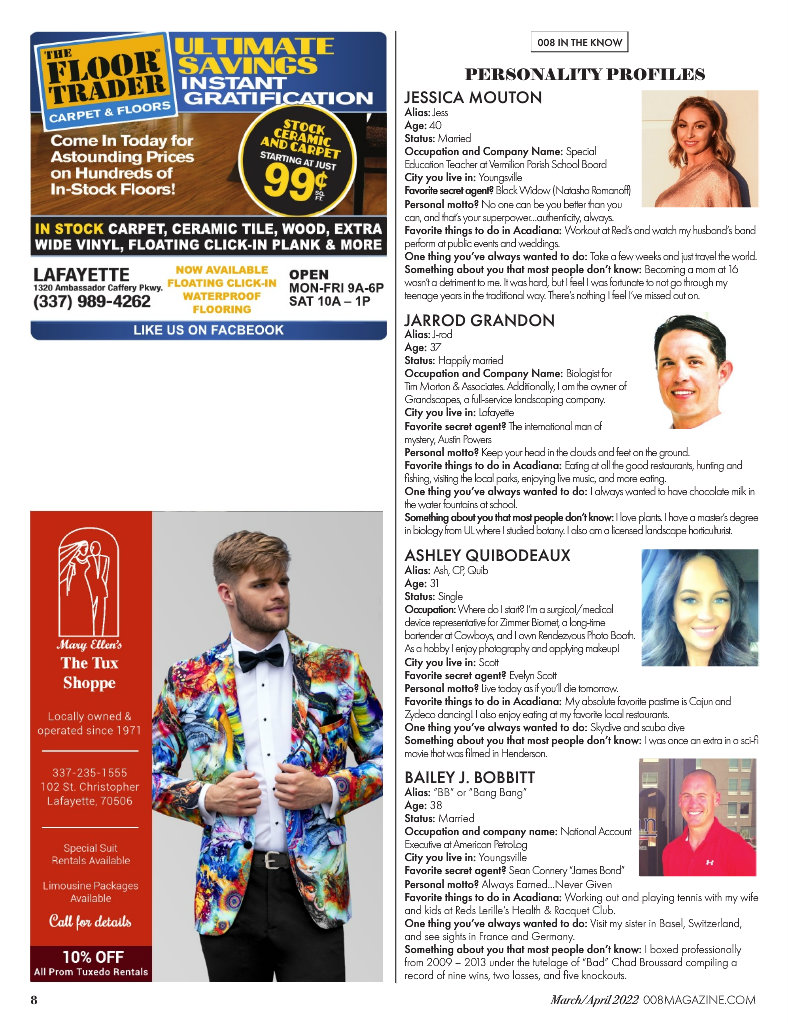 THE
FLOOR
TRADER
CARPET & FLOORS
ULTIMATE
SAVINGS
INSTANT
GRATIFICATION
Come In Today for
Astounding Prices
on Hundreds of
In-Stock Floors!
STOCK
CERAMIC
AND CARPET
STARTING AT JUST
99¢
SQ.
FT.
IN STOCK CARPET, CERAMIC TILE, WOOD, EXTRA
WIDE VINYL, FLOATING CLICK-IN PLANK & MORE
LAFAYETTE
1320 Ambassador Caffery Pkwy.
(337) 989-4262
NOW AVAILABLE
FLOATING CLICK-IN
WATERPROOF
FLOORING
OPEN
MON-FRI 9A-6P
SAT 10A – 1P
LIKE US ON FACBEOOK
Mary Ellen's
The Tux
Shoppe
Locally owned &
operated since 1971
337-235-1555
102 St. Christopher
Lafayette, 70506
Special Suit
Rentals Available
Limousine Packages
Available
Call for details
10% OFF
All Prom Tuxedo Rentals
008 IN THE KNOW
PERSONALITY PROFILES
JESSICA MOUTON
Alias: Jess
Age: 40
Status: Married
Occupation and Company Name: Special
Education Teacher at Vermilion Parish School Board
City you live in: Youngsville
Favorite secret agent? Black Widow (Natasha Romanoff)
Personal motto? No one can be you better than you
can, and that's your superpower...authenticity, always.
Favorite things to do in Acadiana: Workout at Red's and watch my husband's band
perform at public events and weddings.
One thing you've always wanted to do: Take a few weeks and just travel the world.
Something about you that most people don't know: Becoming a mom at 16
wasn't a detriment to me. It was hard, but I feel I was fortunate to not go through my
teenage years in the traditional way. There's nothing I feel I've missed out on.
JARROD GRANDON
Alias: J-rod
Age: 37
Status: Happily married
Occupation and Company Name: Biologist for
Tim Morton & Associates. Additionally, I am the owner of
Grandscapes, a full-service landscaping company.
City you live in: Lafayette
Favorite secret agent? The international man of
mystery, Austin Powers
Personal motto? Keep your head in the clouds and feet on the ground.
Favorite things to do in Acadiana: Eating at all the good restaurants, hunting and
fishing, visiting the local parks, enjoying live music, and more eating.
One thing you've always wanted to do: I always wanted to have chocolate milk in
the water fountains at school.
Something about you that most people don't know: I love plants. I have a master's degree
in biology from UL where I studied botany. I also am a licensed landscape horticulturist.
ASHLEY QUIBODEAUX
Alias: Ash, CP, Quib
Age: 31
Status: Single
Occupation: Where do I start? I'm a surgical/medical
device representative for Zimmer Biomet, a long-time
bartender at Cowboys, and I own Rendezvous Photo Booth.
As a hobby I enjoy photography and applying makeup!
City you live in: Scott
Favorite secret agent? Evelyn Scott
Personal motto? Live today as if you'll die tomorrow.
Favorite things to do in Acadiana: My absolute favorite pastime is Cajun and
Zydeco dancing! I also enjoy eating at my favorite local restaurants.
One thing you've always wanted to do: Skydive and scuba dive
Something about you that most people don't know: I was once an extra in a sci-fi
movie that was filmed in Henderson.
BAILEY J. BOBBITT
Alias: "BB" or "Bang Bang"
Age: 38
Status: Married
Occupation and company name: National Account
Executive at American PetroLog
City you live in: Youngsville
Favorite secret agent? Sean Connery "James Bond"
Personal motto? Always Earned...Never Given
Favorite things to do in Acadiana: Working out and playing tennis with my wife
and kids at Reds Lerille's Health & Racquet Club.
One thing you've always wanted to do: Visit my sister in Basel, Switzerland,
and see sights in France and Germany.
Something about you that most people don't know: I boxed professionally
from 2009 – 2013 under the tutelage of "Bad" Chad Broussard compiling a
record of nine wins, two losses, and five knockouts.
8
March/April 2022 008MAGAZINE.COM